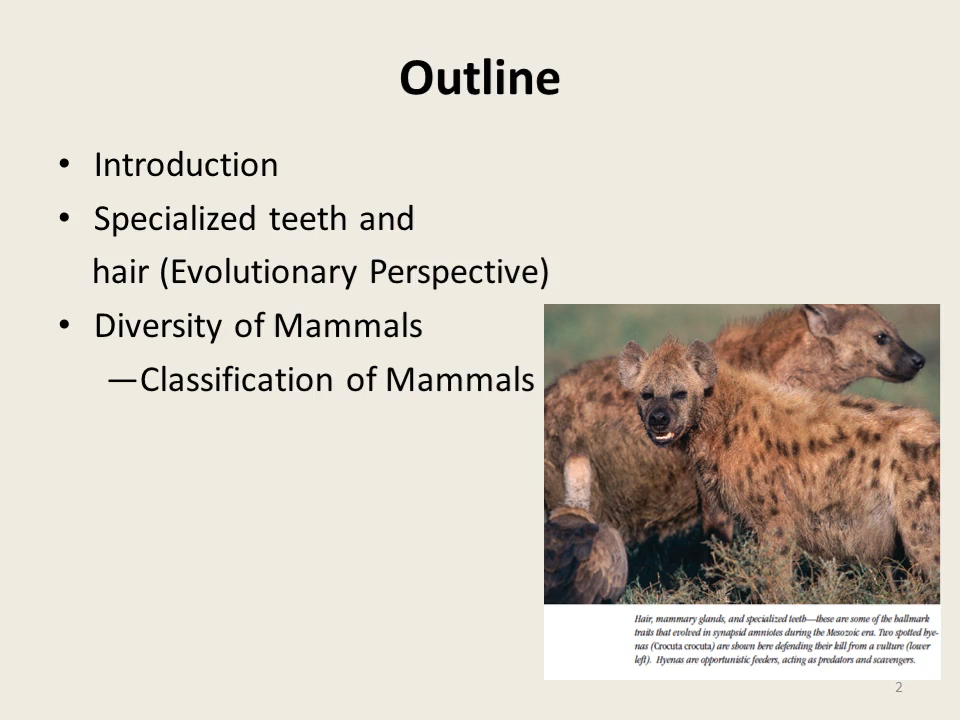 Outline
• Introduction
• Specialized teeth and
hair (Evolutionary Perspective)
• Diversity of Mammals
—Classification of Mammals
Hair, mammary glands, and specialized teeth—these are some of the hallmark
traits that evolved in synapsid amniotes during the Mesozoic era. Two spotted hye-
nas (Crocuta crocuta) are shown here defending their kill from a vulture (lower
left). Hyenas are opportunistic feeders, acting as predators and scavengers.
2